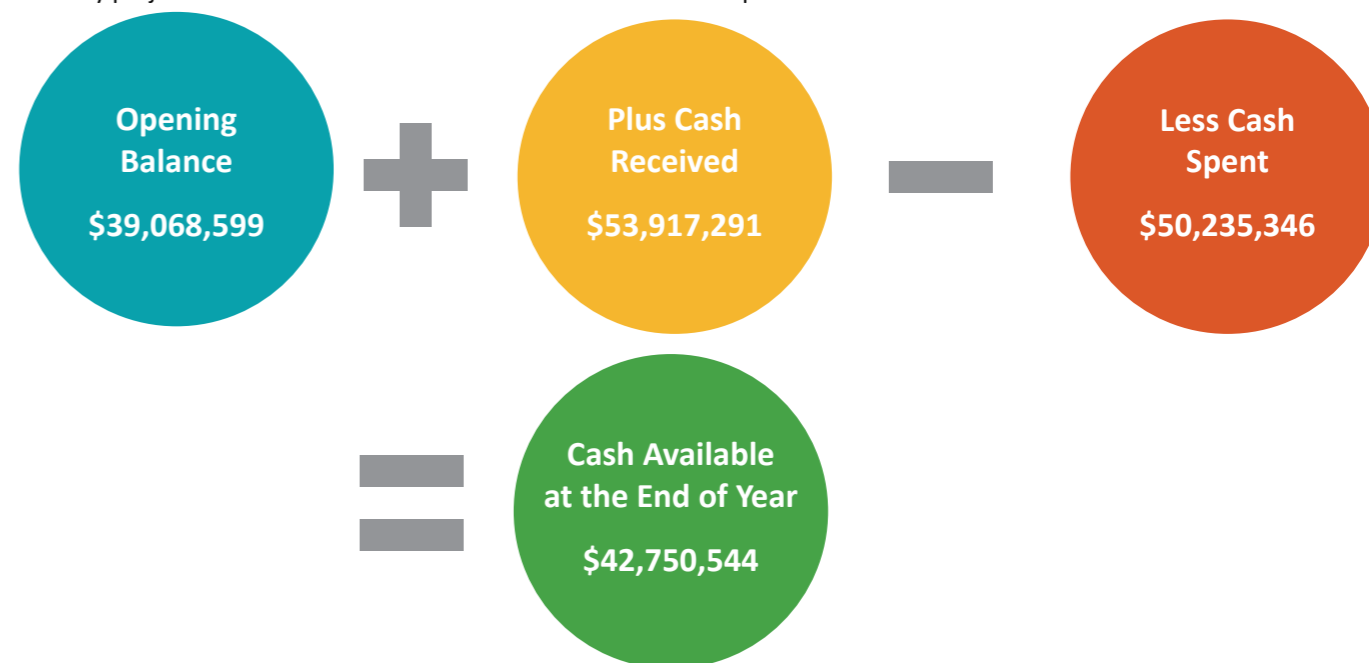 Opening
Balance
$39,068,599
Plus Cash
Received
$53,917,291
Less Cash
Spent
$50,235,346
Cash Available
at the End of Year
$42,750,544